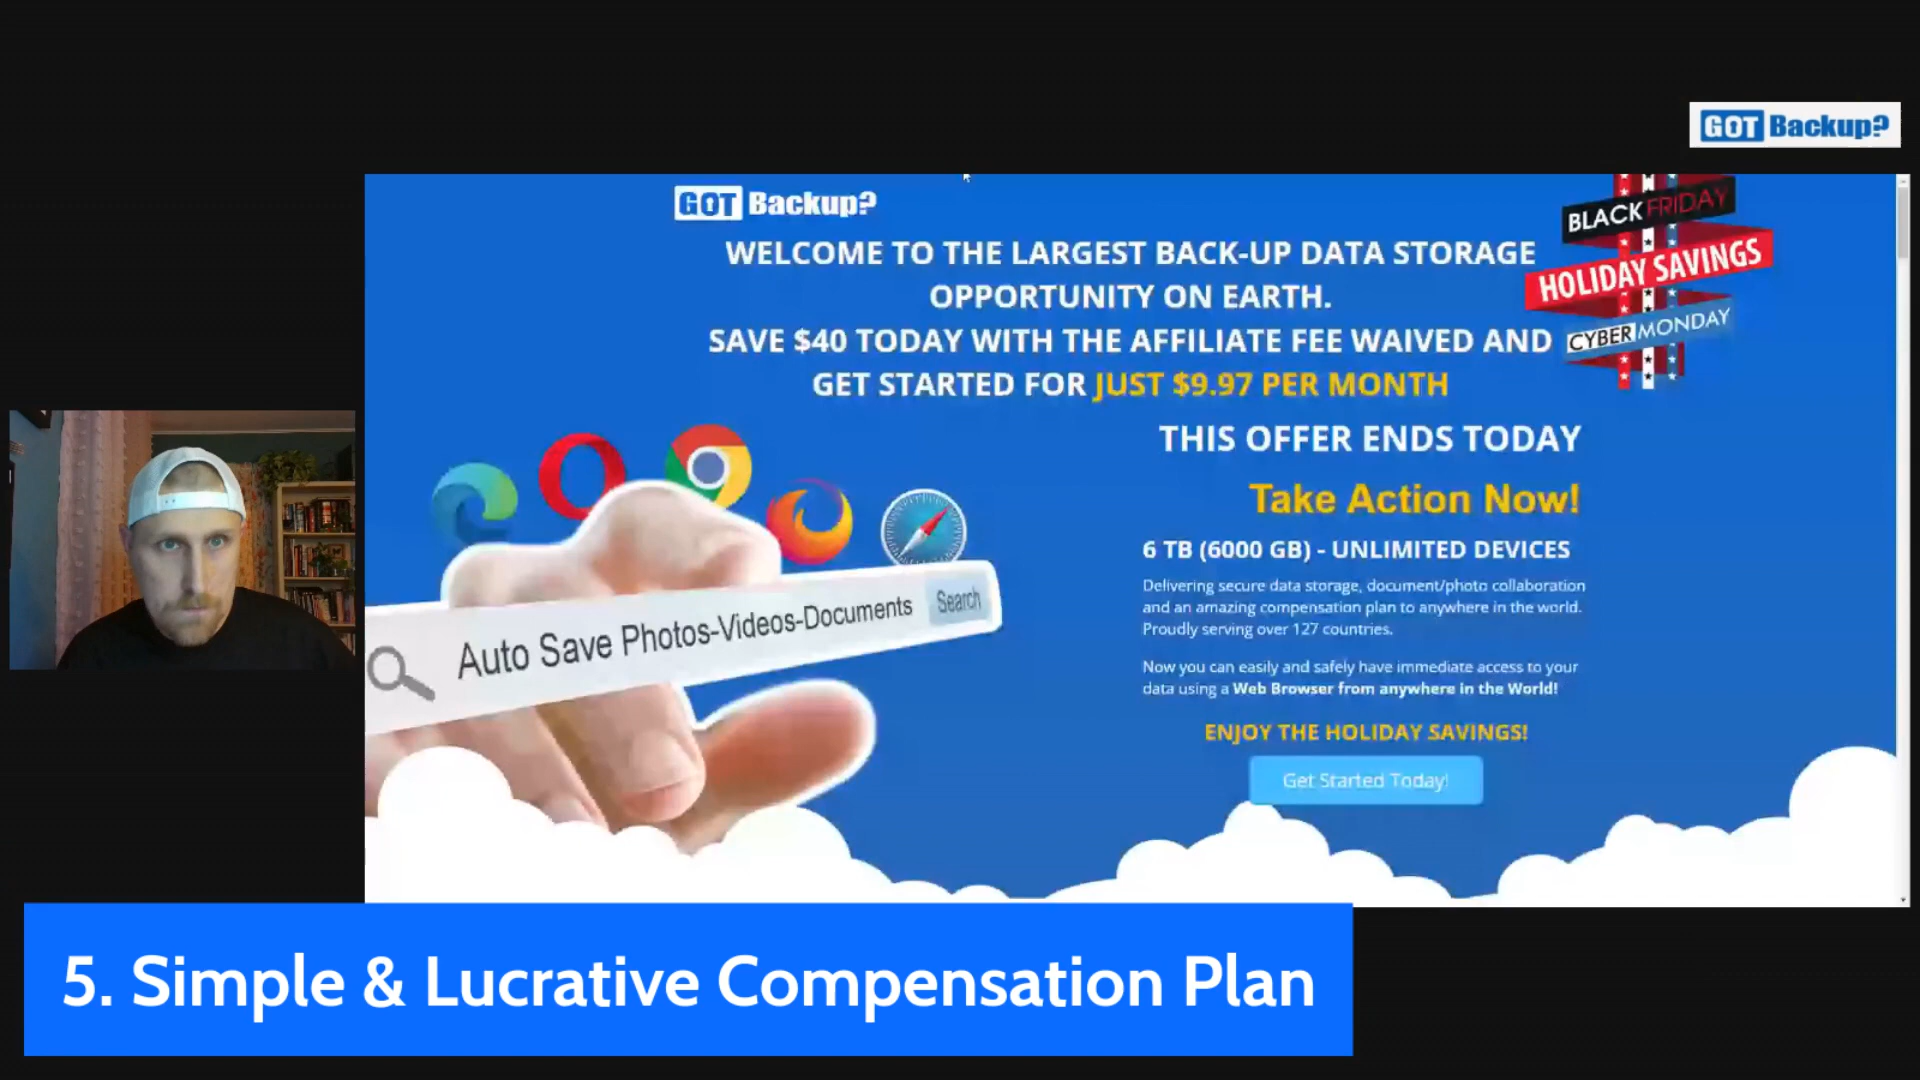 GOT Backup?
GOT Backup?
WELCOME TO THE LARGEST BACK-UP DATA STORAGE
OPPORTUNITY ON EARTH.
SAVE $40 TODAY WITH THE AFFILIATE FEE WAIVED AND
GET STARTED FOR JUST $9.97 PER MONTH
BLACK FRIDAY
HOLIDAY SAVINGS
CYBER MONDAY
THIS OFFER ENDS TODAY
Take Action Now!
6 TB (6000 GB) - UNLIMITED DEVICES
Delivering secure data storage, document/photo collaboration
and an amazing compensation plan to anywhere in the world.
Proudly serving over 127 countries.
Now you can easily and safely have immediate access to your
data using a Web Browser from anywhere in the World!
ENJOY THE HOLIDAY SAVINGS!
Get Started Today!
Auto Save Photos-Videos-Documents Search
5. Simple & Lucrative Compensation Plan